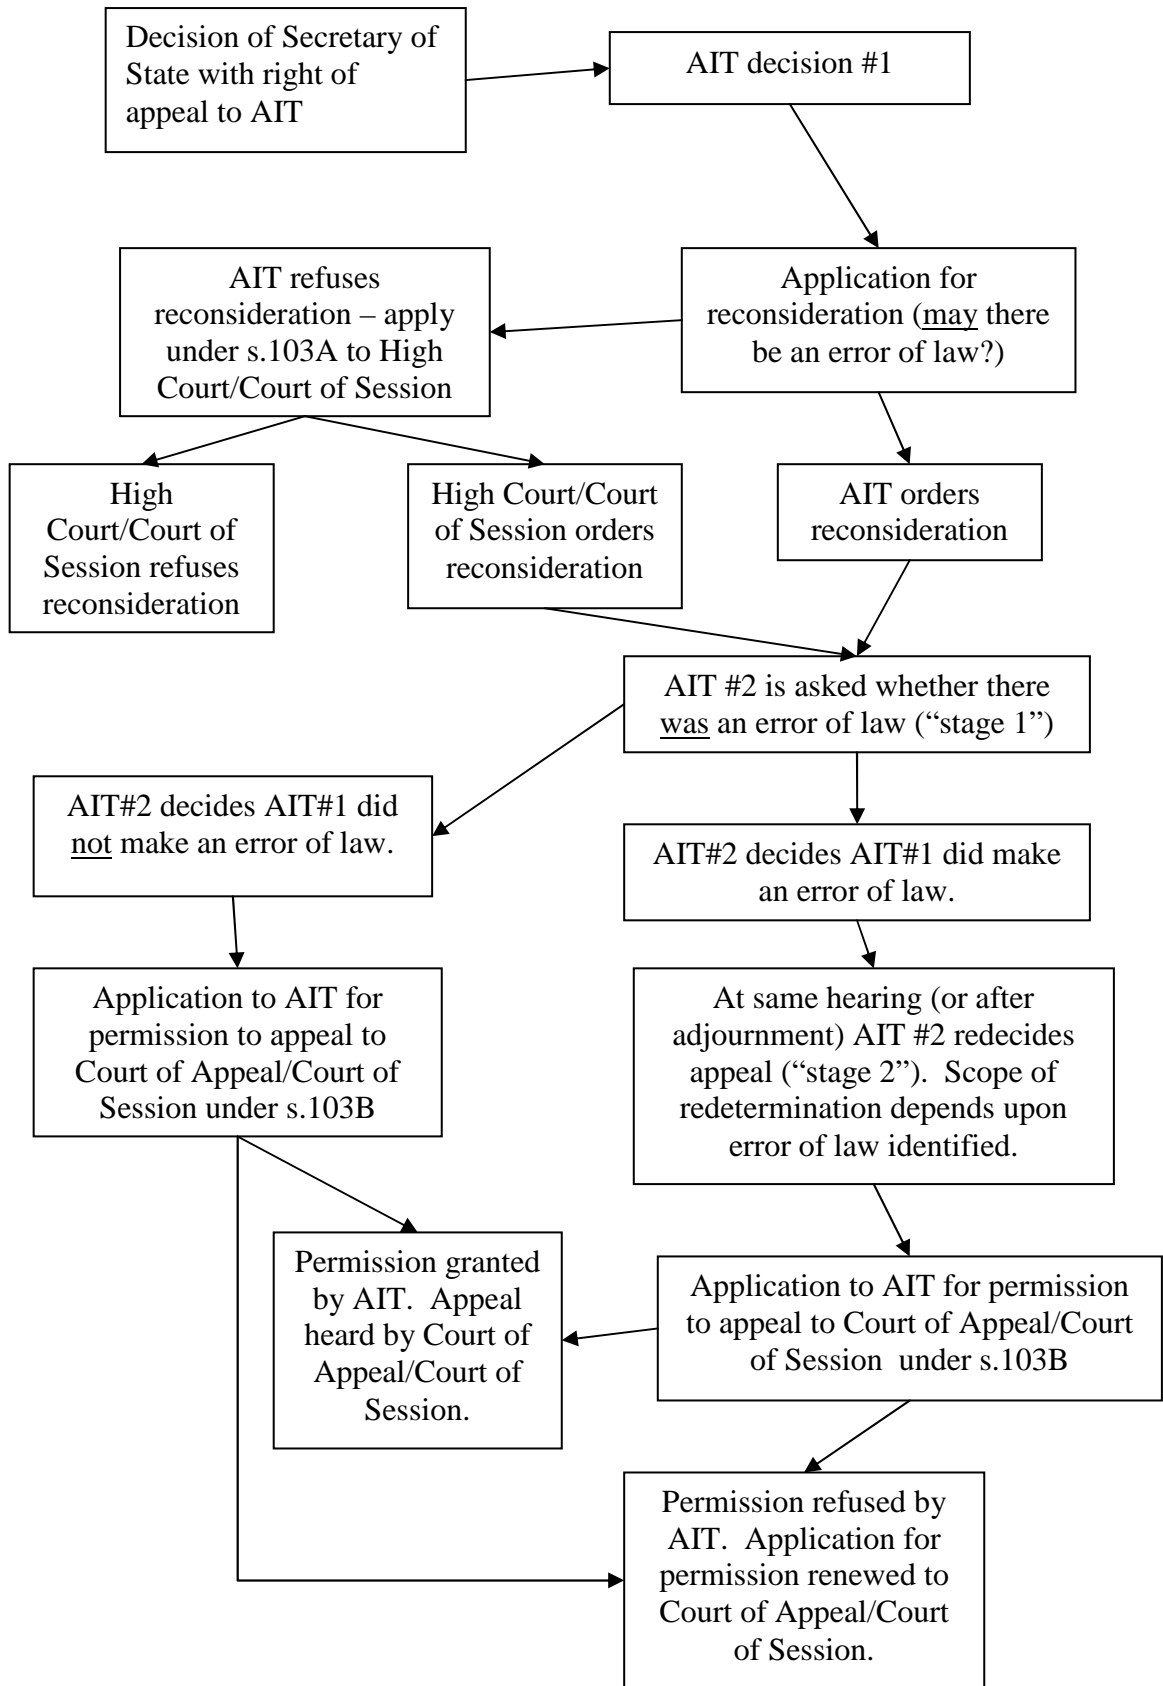 Decision of Secretary of
State with right of
appeal to AIT
AIT decision #1
AIT refuses
reconsideration – apply
under s.103A to High
Court/Court of Session
Application for
reconsideration (may there
be an error of law?)
High
Court/Court of
Session refuses
reconsideration
High Court/Court
of Session orders
reconsideration
AIT orders
reconsideration
AIT #2 is asked whether there
was an error of law (“stage 1”)
AIT#2 decides AIT#1 did
not make an error of law.
AIT#2 decides AIT#1 did make
an error of law.
Application to AIT for
permission to appeal to
Court of Appeal/Court of
Session under s.103B
At same hearing (or after
adjournment) AIT #2 redecides
appeal (“stage 2”).  Scope of
redetermination depends upon
error of law identified.
Permission granted
by AIT.  Appeal
heard by Court of
Appeal/Court of
Session.
Application to AIT for permission
to appeal to Court of Appeal/Court
of Session  under s.103B
Permission refused by
AIT.  Application for
permission renewed to
Court of Appeal/Court
of Session.